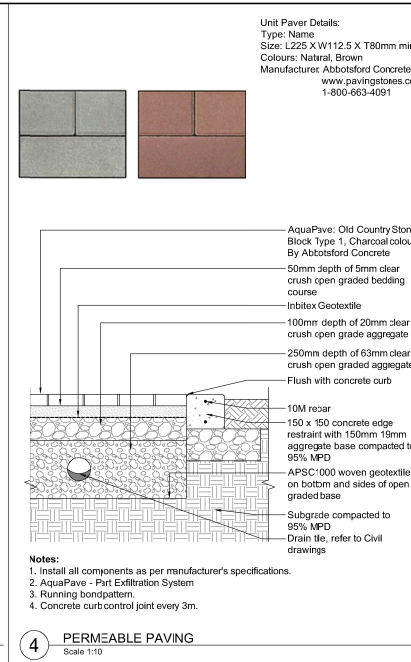 Unit Paver Details:
Type: Name
Size: L225 X W112.5 X T80mm min
Colours: Natural, Brown
Manufacturer: Abbotsford Concrete
www.pavingstones.co
1-800-663-4091
AquaPave: Old Country Ston
Block Type 1, Charcoal colou
By Abbotsford Concrete
50mm depth of 5mm clear
crush open graded bedding
course
Inbitex Geotextile
100mm depth of 20mm clear
crush open grade aggregate
250mm depth of 63mm clear
crush open graded aggregate
Flush with concrete curb
10M rebar
150 x 150 concrete edge
restraint with 150mm 19mm
aggregate base compacted to
95% MPD
APSC1000 woven geotextile
on bottom and sides of open
graded base
Subgrade compacted to
95% MPD
Drain tile, refer to Civil
drawings
Notes:
1. Install all components as per manufacturer's specifications.
2. AquaPave - Part Exfiltration System
3. Running bondpattern.
4. Concrete curb control joint every 3m.
4 PERMEABLE PAVING
Scale 1:10